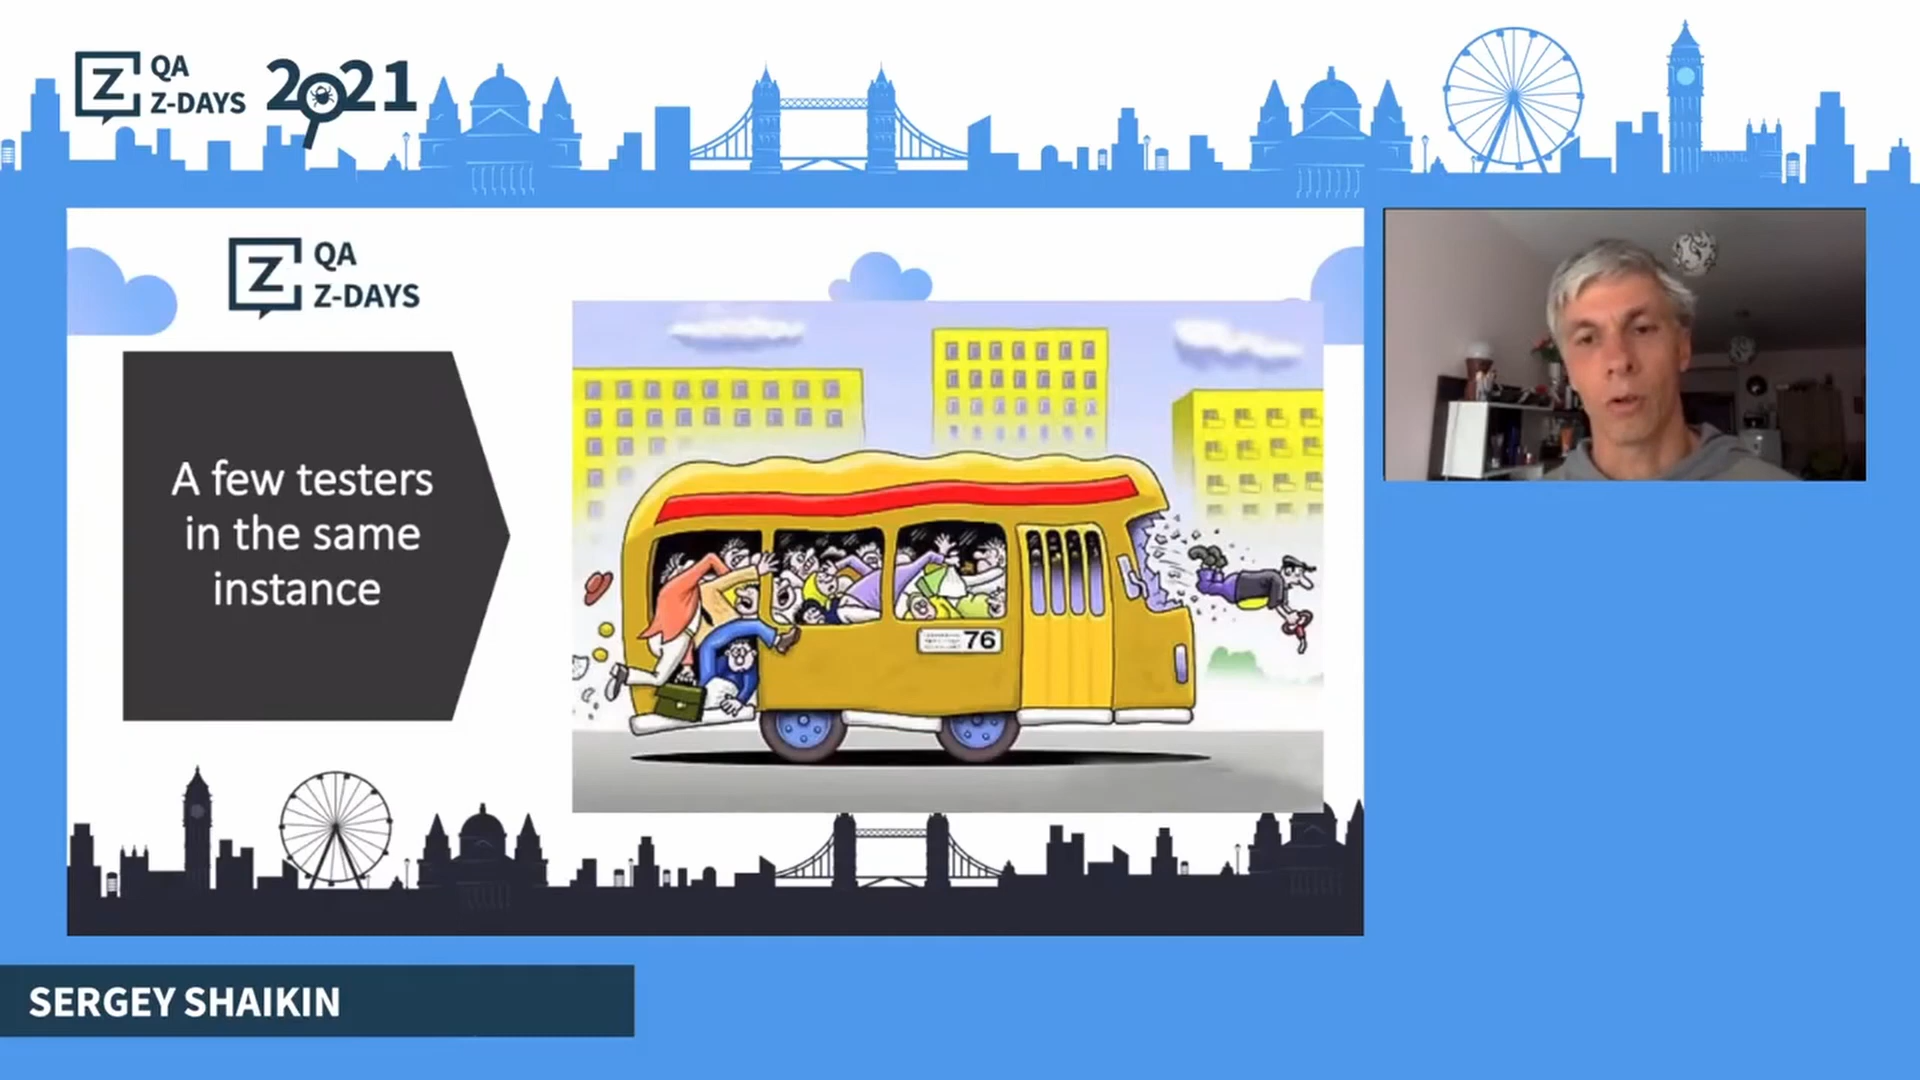 Z
QA
Z-DAYS
2021
Z
QA
Z-DAYS
A few testers
in the same
instance
76
SERGEY SHAIKIN